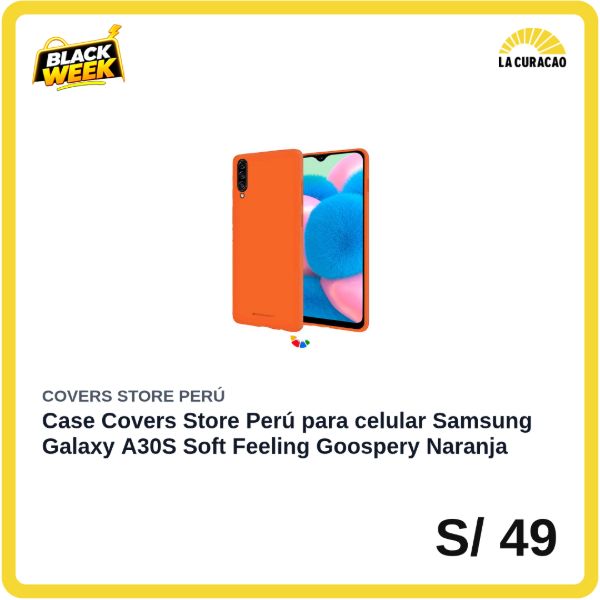 BLACK
WEEK
LA CURACAO
COVERS STORE PERÚ
Case Covers Store Perú para celular Samsung
Galaxy A30S Soft Feeling Goospery Naranja
S/ 49